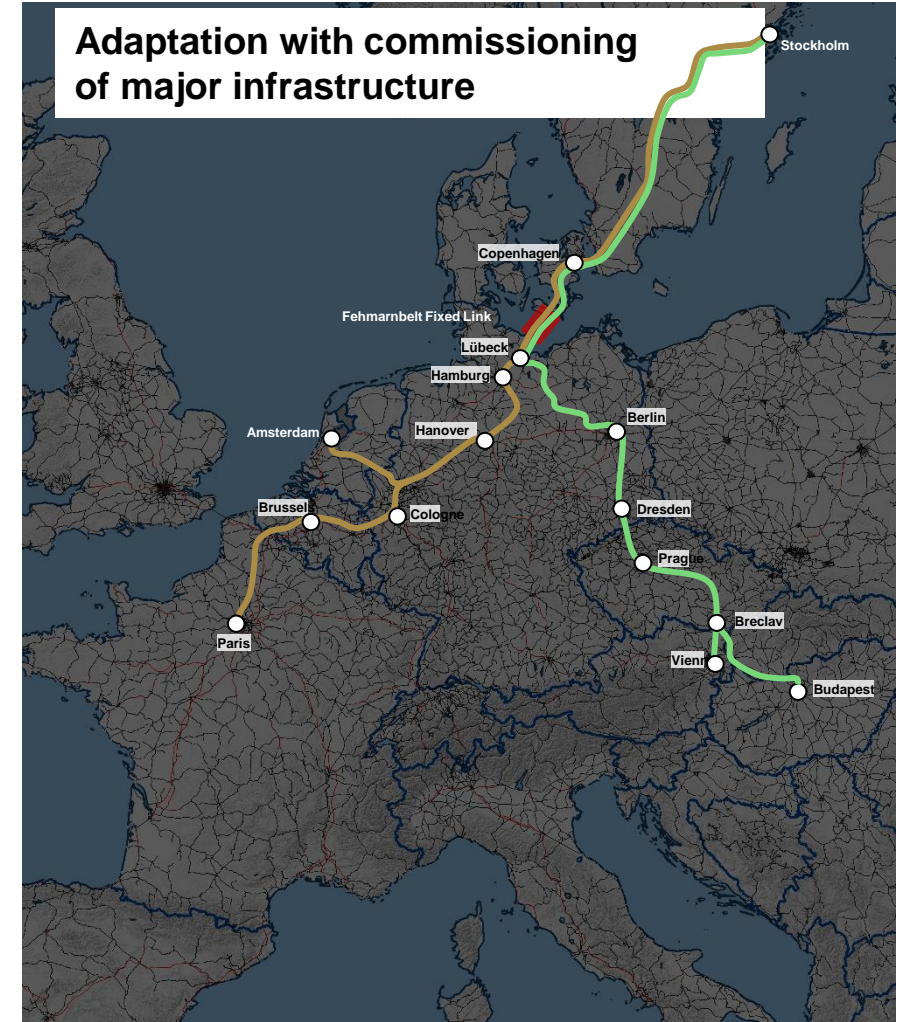 Adaptation with commissioning
of major infrastructure
Stockholm
Copenhagen
Fehmarnbelt Fixed Link
Lübeck
Hamburg
Berlin
Hanover
Amsterdam
Brussels
Cologne
Dresden
Prague
Breclav
Paris
Vienn
Budapest